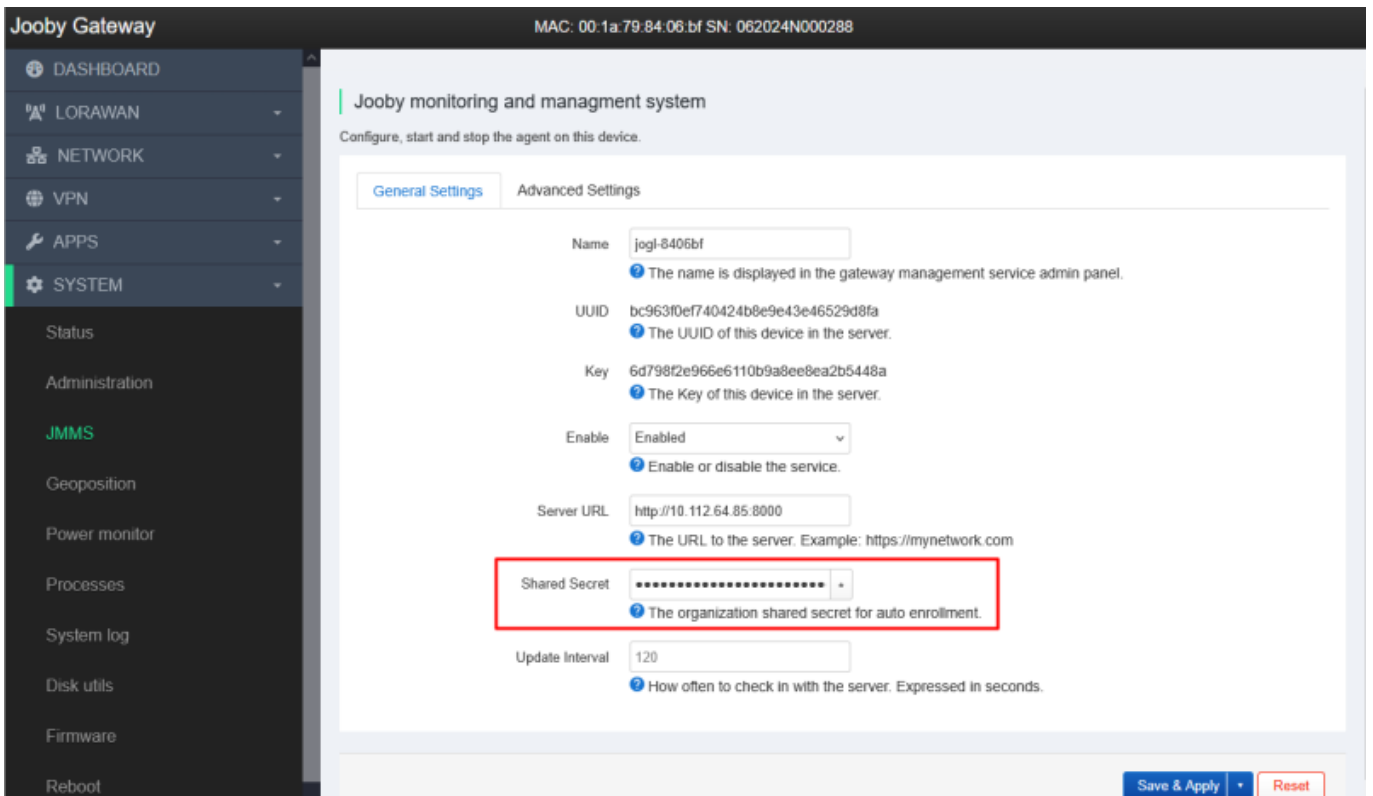 Jooby Gateway
MAC: 00:1a:79:84:06:bf SN: 062024N000288
DASHBOARD
LORAWAN
NETWORK
VPN
APPS
SYSTEM
Status
Administration
JMMS
Geoposition
Power monitor
Processes
System log
Disk utils
Firmware
Reboot
Jooby monitoring and managment system
Configure, start and stop the agent on this device.
General Settings
Advanced Settings
Name
jogl-8406bf
The name is displayed in the gateway management service admin panel.
UUID
bc963f0ef740424b8e9e43e46529d8fa
The UUID of this device in the server.
Key
6d798f2e966e6110b9a8ee8ea2b5448a
The Key of this device in the server.
Enable
Enabled
Enable or disable the service.
Server URL
http://10.112.64.85:8000
The URL to the server. Example: https://mynetwork.com
Shared Secret
•••••••••••••••••••••••
*
The organization shared secret for auto enrollment.
Update Interval
120
How often to check in with the server. Expressed in seconds.
Save & Apply
Reset